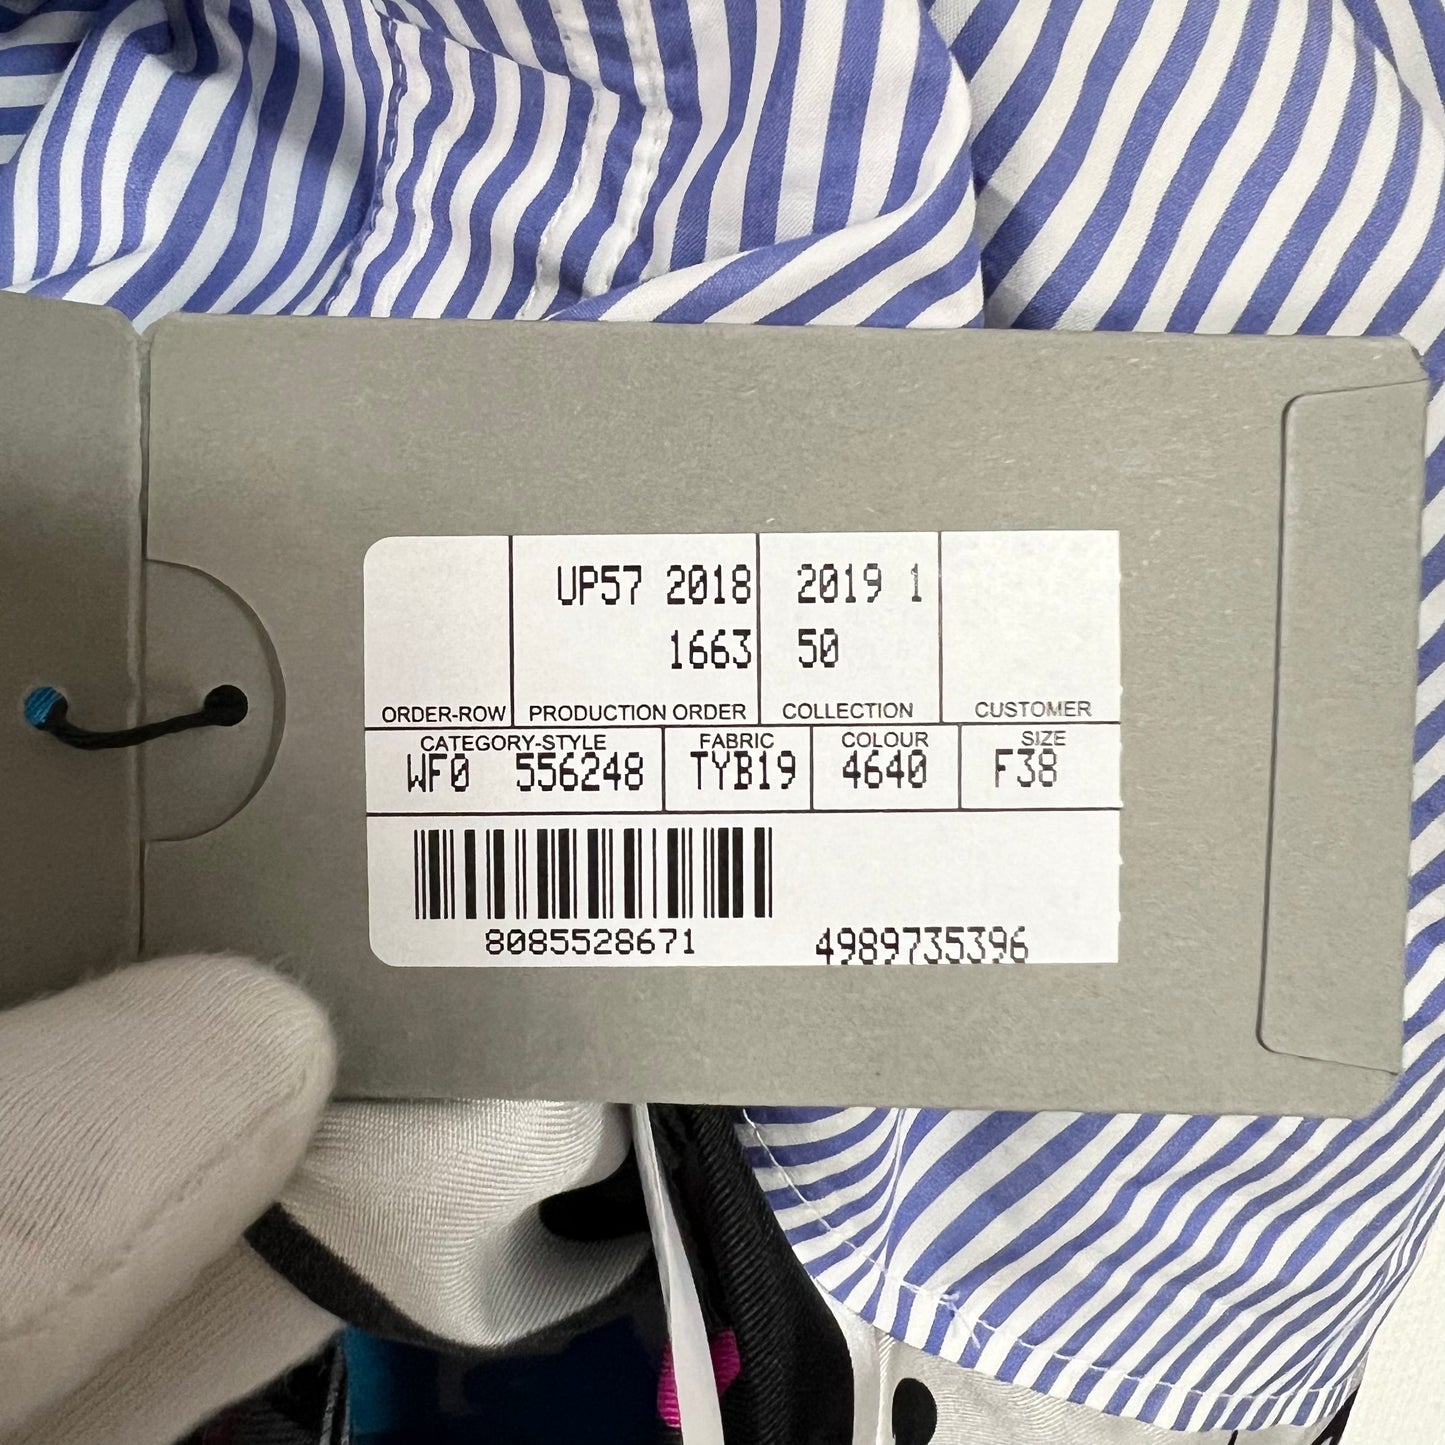 UP57 2018
1663
2019 1
50
ORDER-ROW
PRODUCTION ORDER
COLLECTION
CUSTOMER
CATEGORY-STYLE
WF0 556248
FABRIC
TYB19
COLOUR
4640
SIZE
F38
8085528671
4989735396